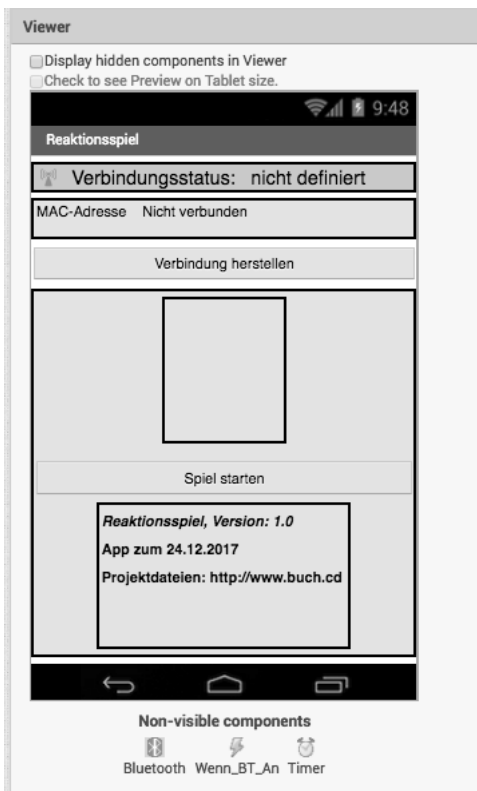 Viewer
Display hidden components in Viewer
Check to see Preview on Tablet size.
9:48
Reaktionsspiel
Verbindungsstatus: nicht definiert
MAC-Adresse Nicht verbunden
Verbindung herstellen
Spiel starten
Reaktionsspiel, Version: 1.0
App zum 24.12.2017
Projektdateien: http://www.buch.cd
Non-visible components
Bluetooth Wenn_BT_An Timer